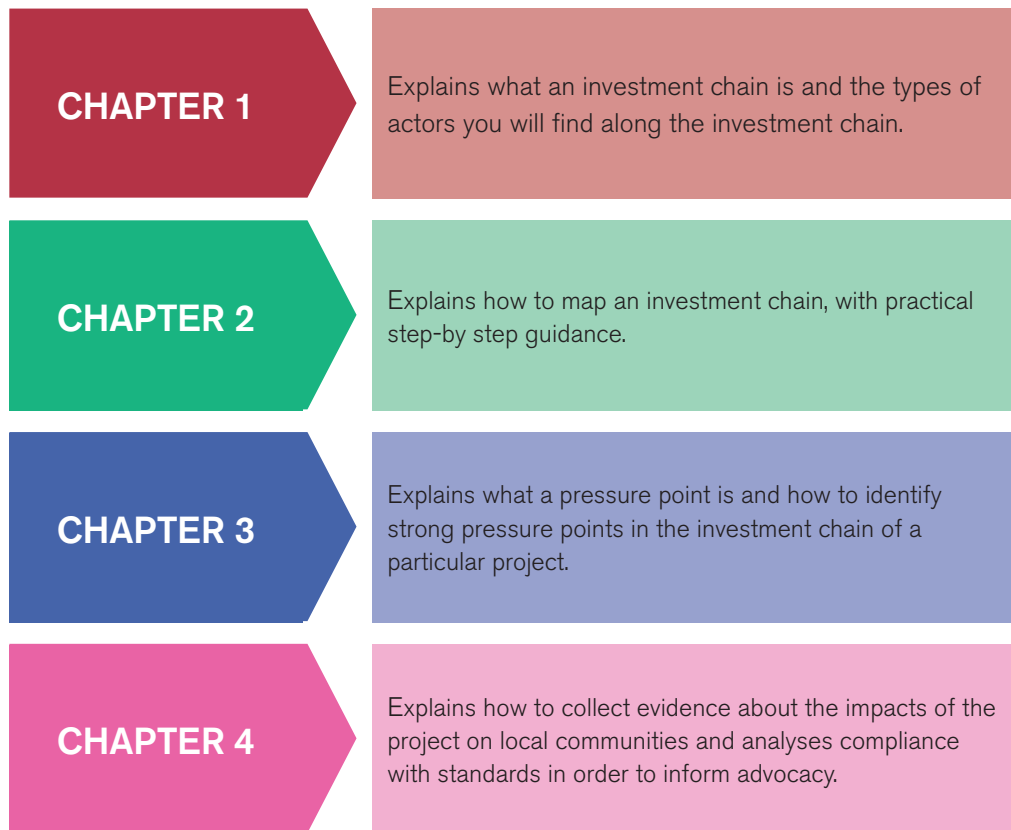 CHAPTER 1
Explains what an investment chain is and the types of
actors you will find along the investment chain.
CHAPTER 2
Explains how to map an investment chain, with practical
step-by step guidance.
CHAPTER 3
Explains what a pressure point is and how to identify
strong pressure points in the investment chain of a
particular project.
CHAPTER 4
Explains how to collect evidence about the impacts of the
project on local communities and analyses compliance
with standards in order to inform advocacy.